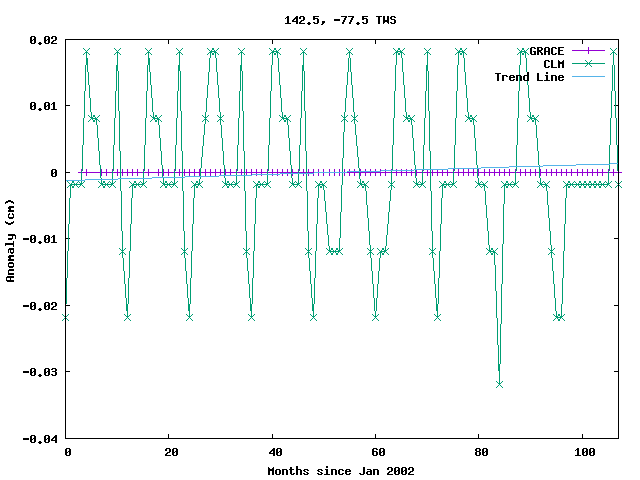 142.5, -77.5 TWS
GRACE
CLM
Trend Line
0.02
0.01
0
-0.01
-0.02
-0.03
-0.04
Anomaly (cm)
0 20 40 60 80 100
Months since Jan 2002